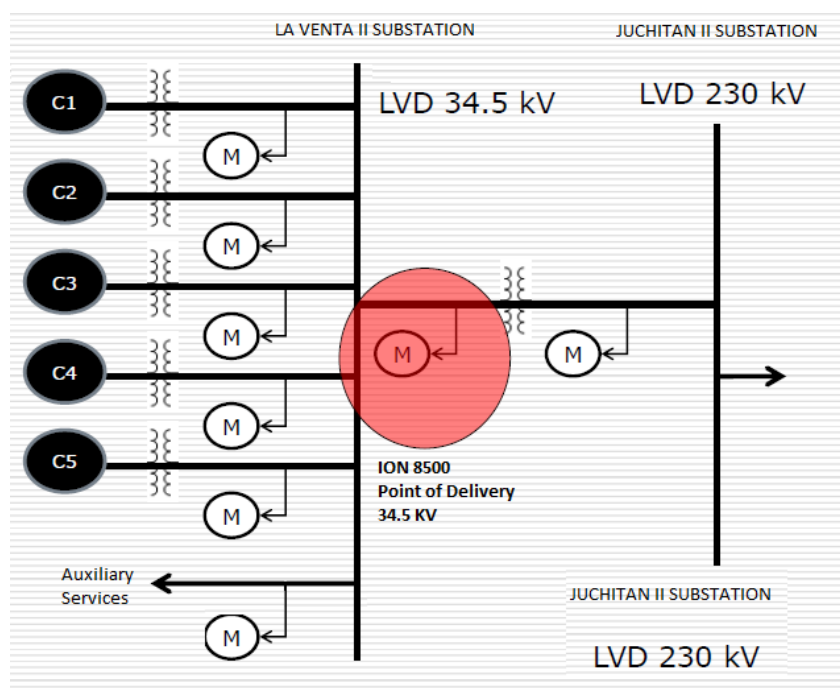 LA VENTA II SUBSTATION
JUCHITAN II SUBSTATION
LVD 34.5 kV
LVD 230 kV
C1
M
C2
M
C3
M
M
M
C4
M
C5
M
ION 8500
Point of Delivery
34.5 KV
Auxiliary
Services
M
JUCHITAN II SUBSTATION
LVD 230 kV